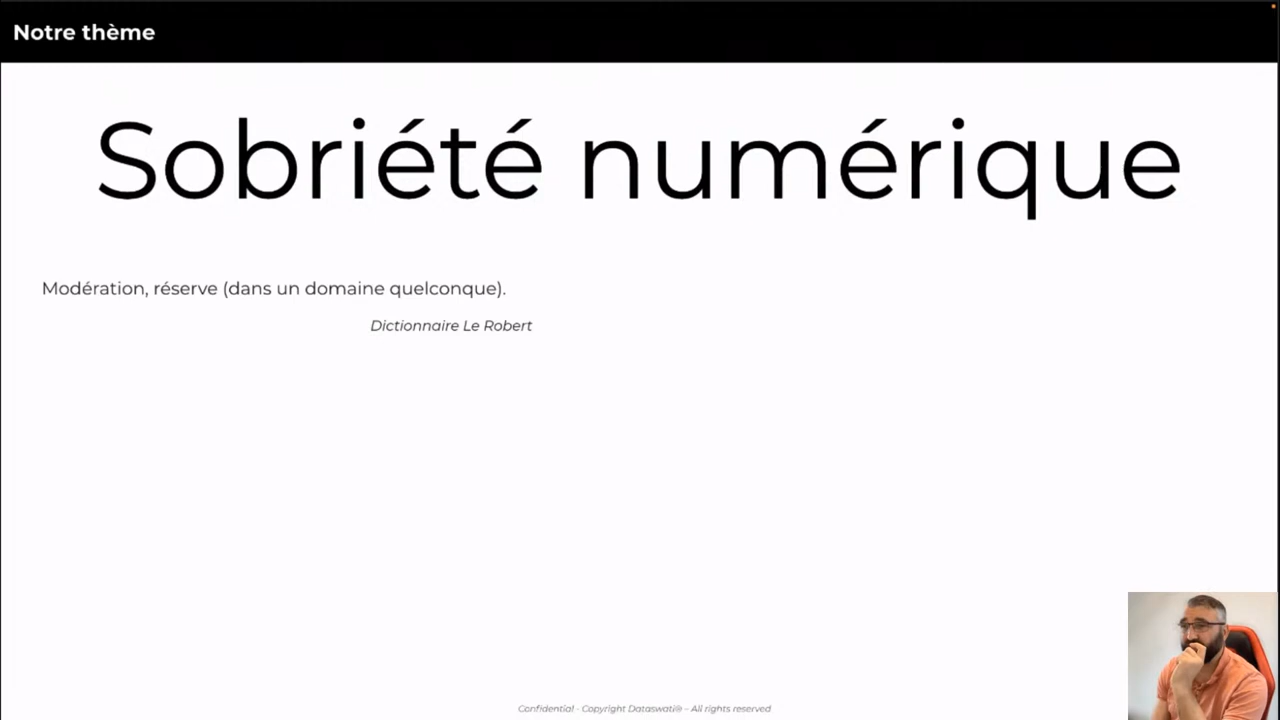 Notre thème
Sobriété numérique
Modération, réserve (dans un domaine quelconque).
Dictionnaire Le Robert
Confidential - Copyright Dataswati® - All rights reserved